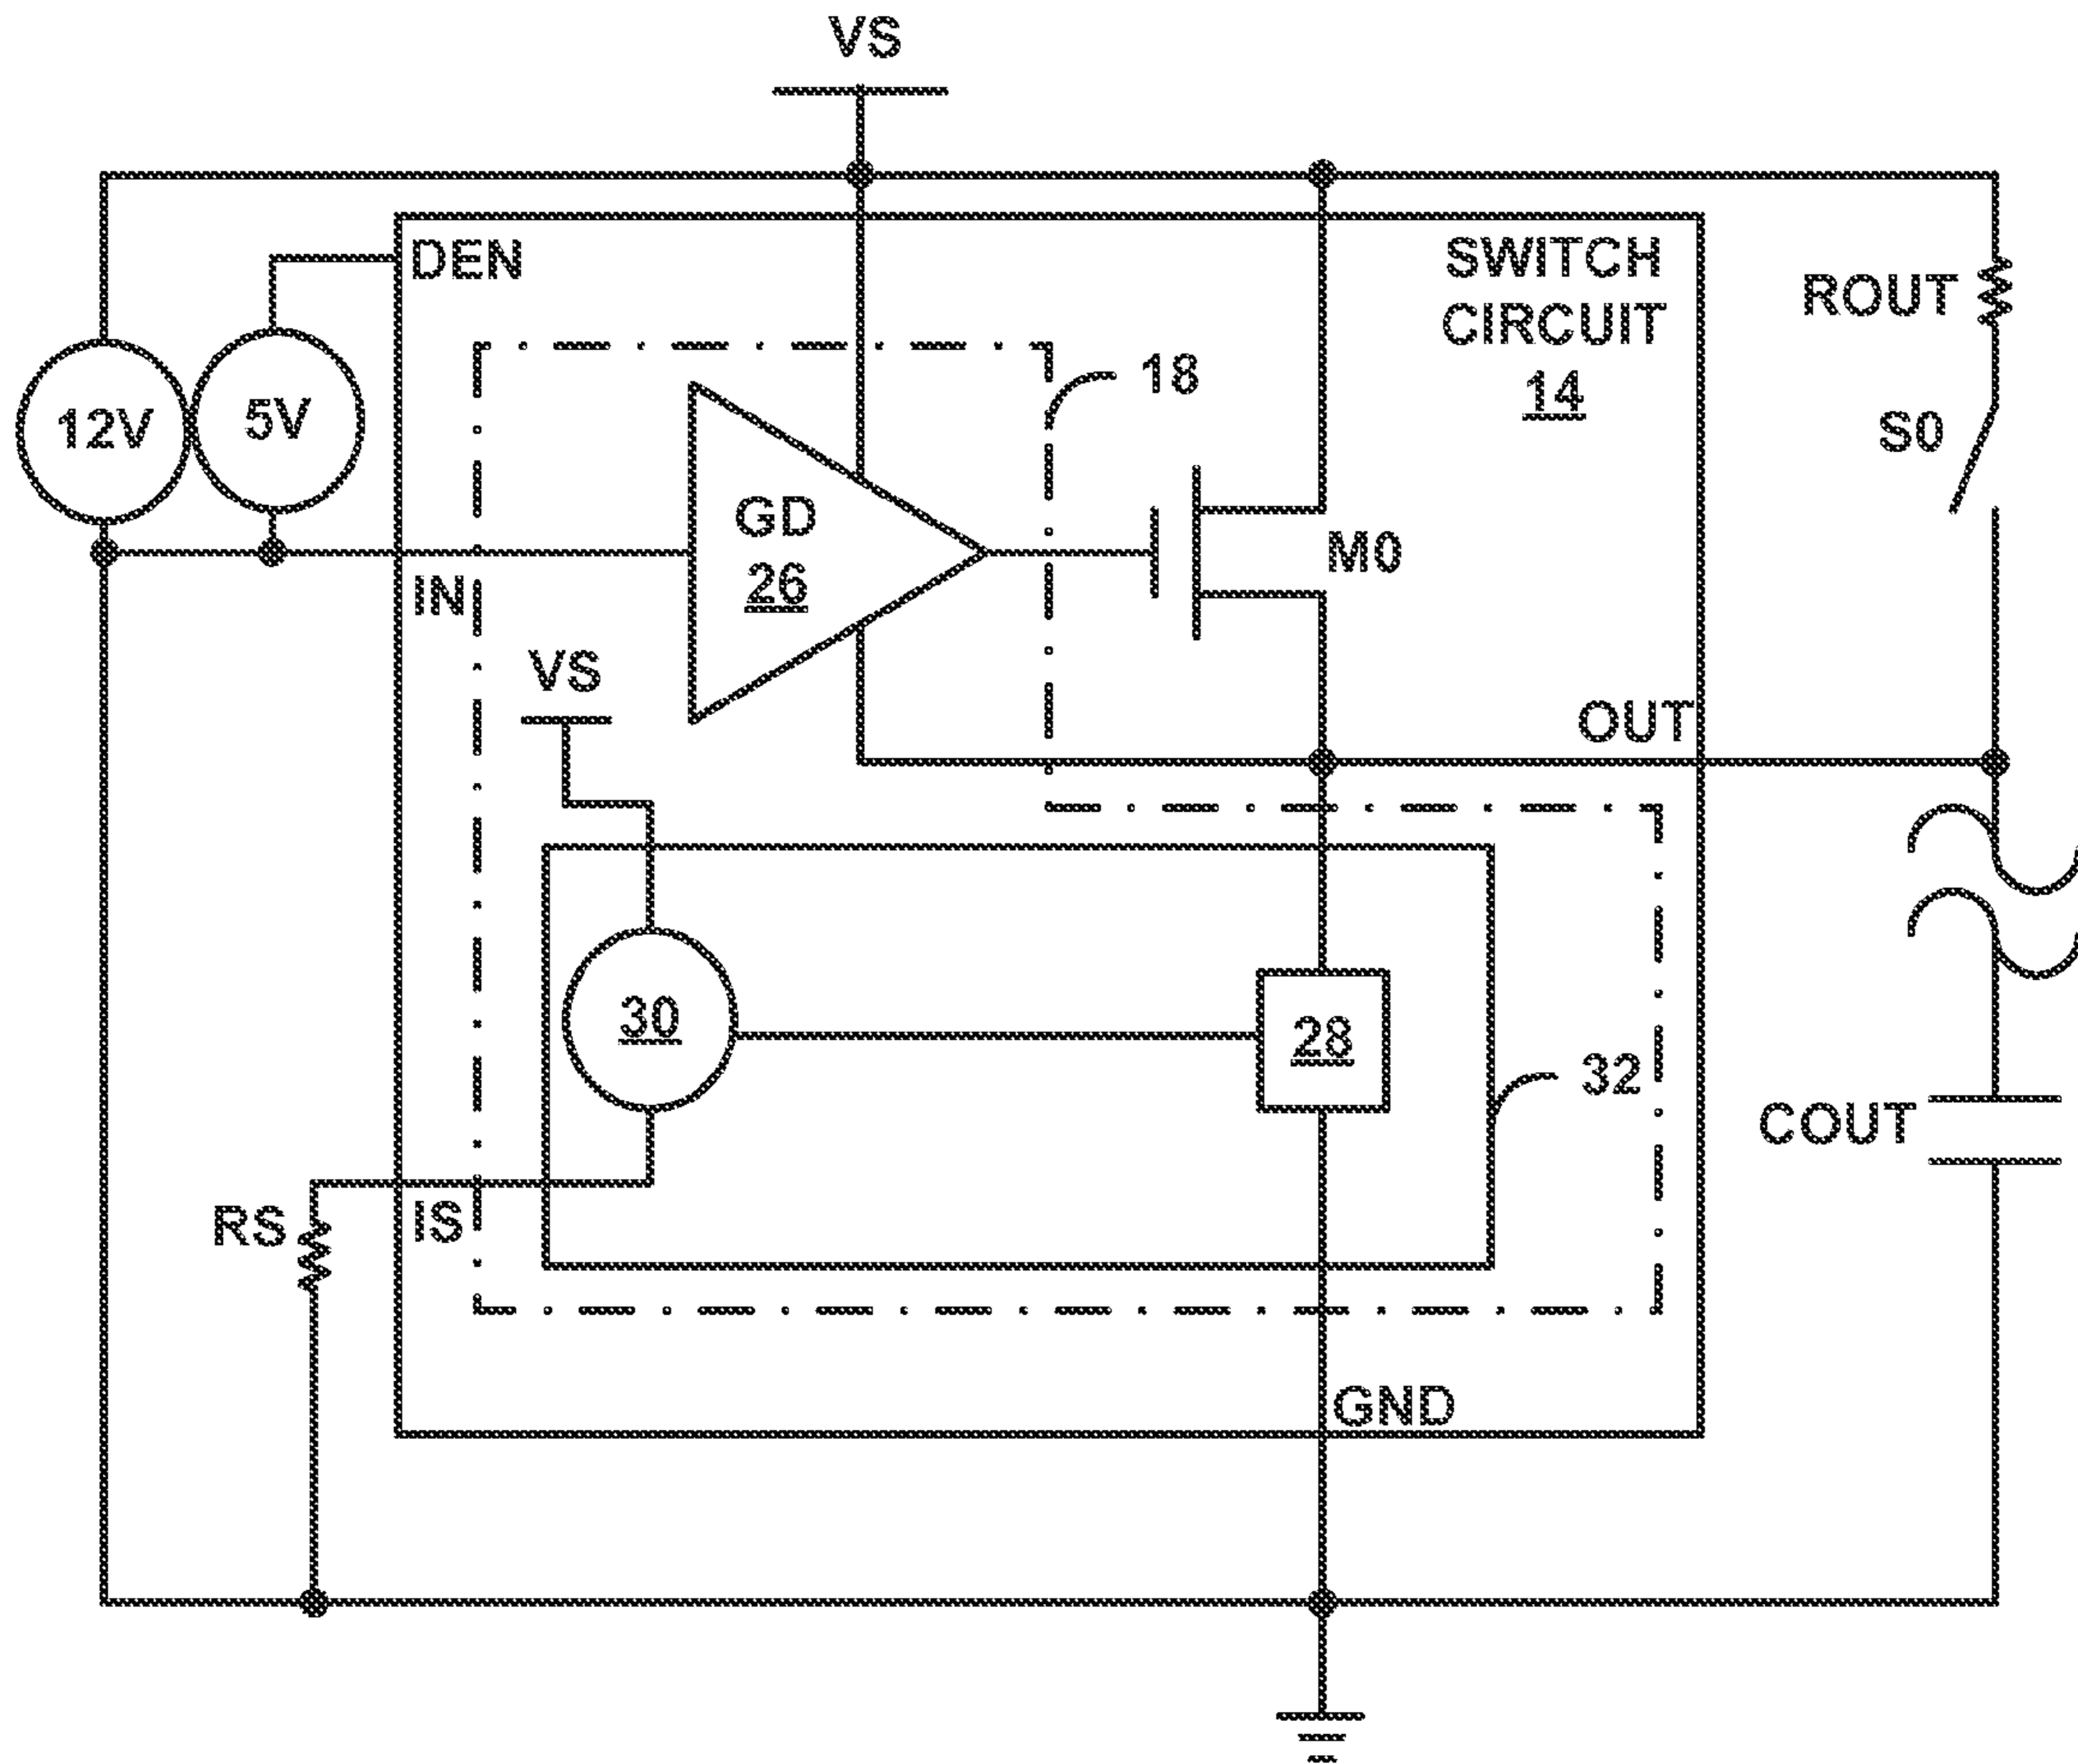 VS
DEN
SWITCH
CIRCUIT
14
ROUT
18
12V
5V
S0
GD
26
M0
IN
VS
OUT
30
28
32
COUT
RS
IS
GND